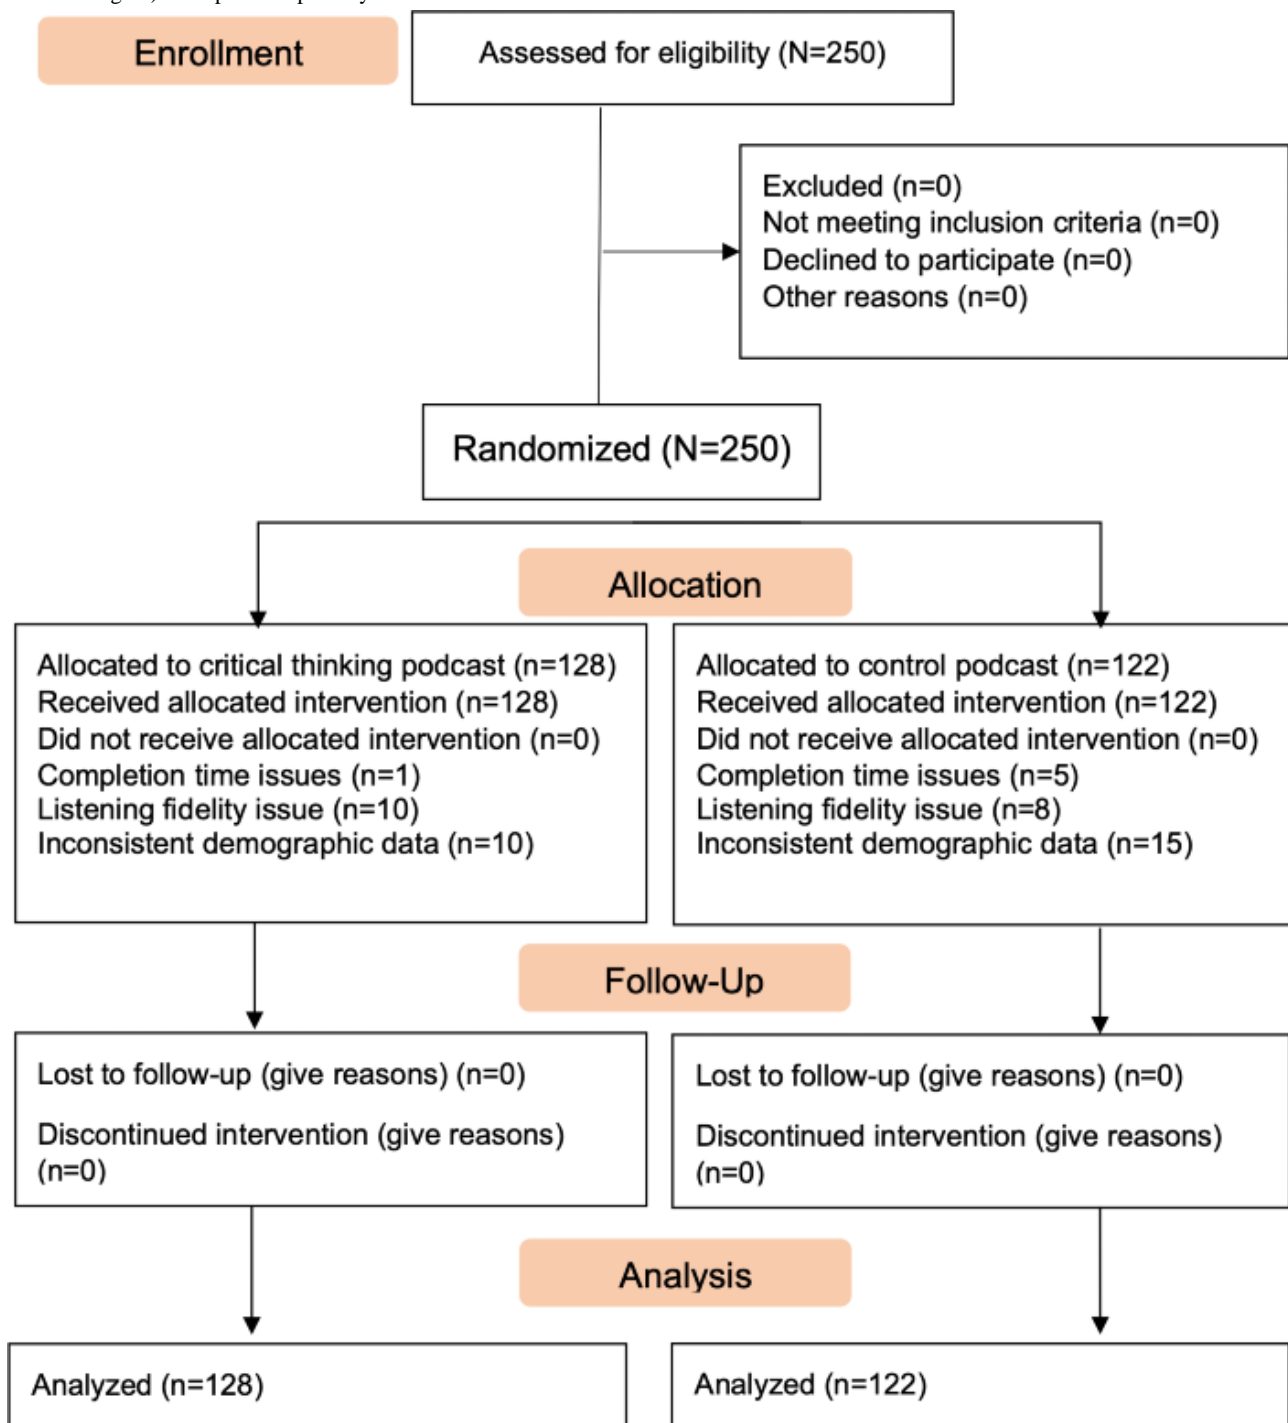 Enrollment
Assessed for eligibility (N=250)
Excluded (n=0)
Not meeting inclusion criteria (n=0)
Declined to participate (n=0)
Other reasons (n=0)
Randomized (N=250)
Allocation
Allocated to critical thinking podcast (n=128)
Received allocated intervention (n=128)
Did not receive allocated intervention (n=0)
Completion time issues (n=1)
Listening fidelity issue (n=10)
Inconsistent demographic data (n=10)
Allocated to control podcast (n=122)
Received allocated intervention (n=122)
Did not receive allocated intervention (n=0)
Completion time issues (n=5)
Listening fidelity issue (n=8)
Inconsistent demographic data (n=15)
Follow-Up
Lost to follow-up (give reasons) (n=0)
Discontinued intervention (give reasons)
(n=0)
Lost to follow-up (give reasons) (n=0)
Discontinued intervention (give reasons)
(n=0)
Analysis
Analyzed (n=128)
Analyzed (n=122)